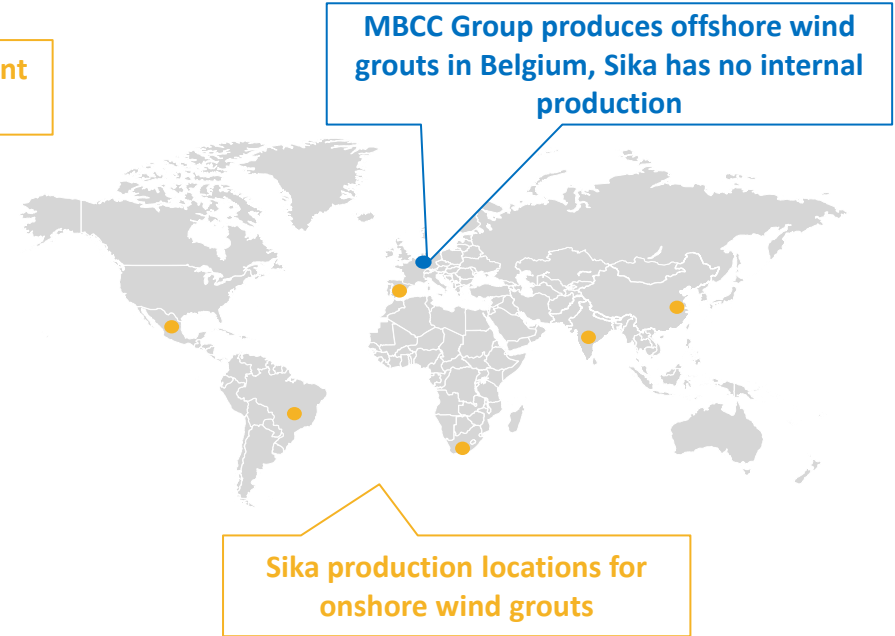 MBCC Group produces offshore wind
grouts in Belgium, Sika has no internal
production
nt
Sika production locations for
onshore wind grouts